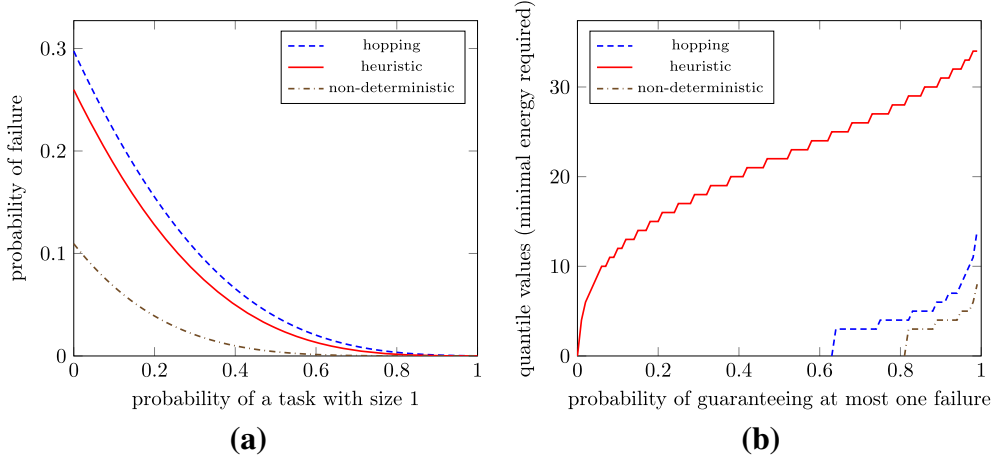 0.3
0.2
0.1
0
0 0.2 0.4 0.6 0.8 1
probability of failure
probability of a task with size 1
hopping
heuristic
non-deterministic
(a)
30
20
10
0
0 0.2 0.4 0.6 0.8 1
quantile values (minimal energy required)
probability of guaranteeing at most one failure
hopping
heuristic
non-deterministic
(b)